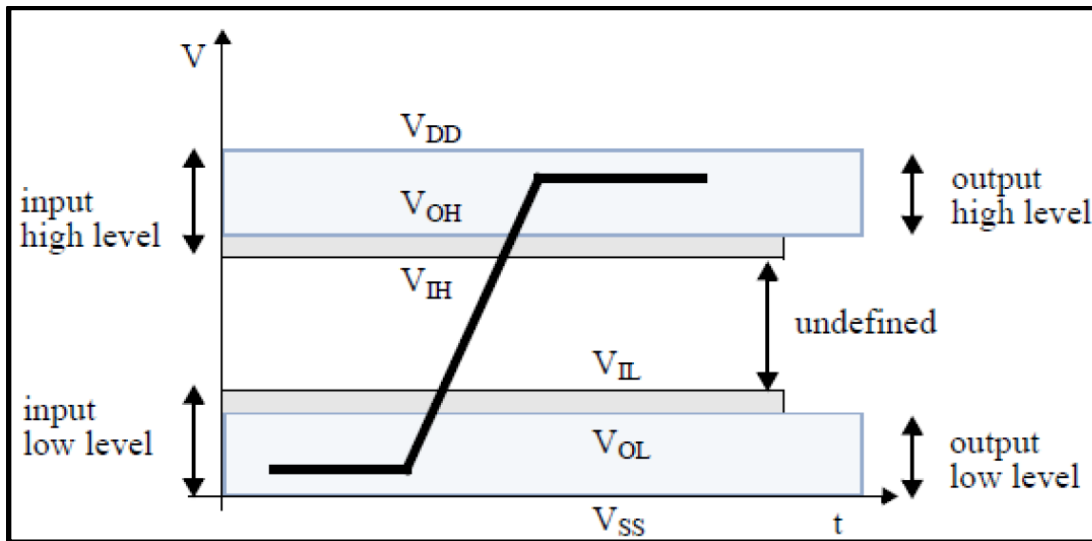 V
V_DD
input
high level
V_OH
output
high level
V_IH
undefined
V_IL
input
low level
V_OL
output
low level
V_SS
t